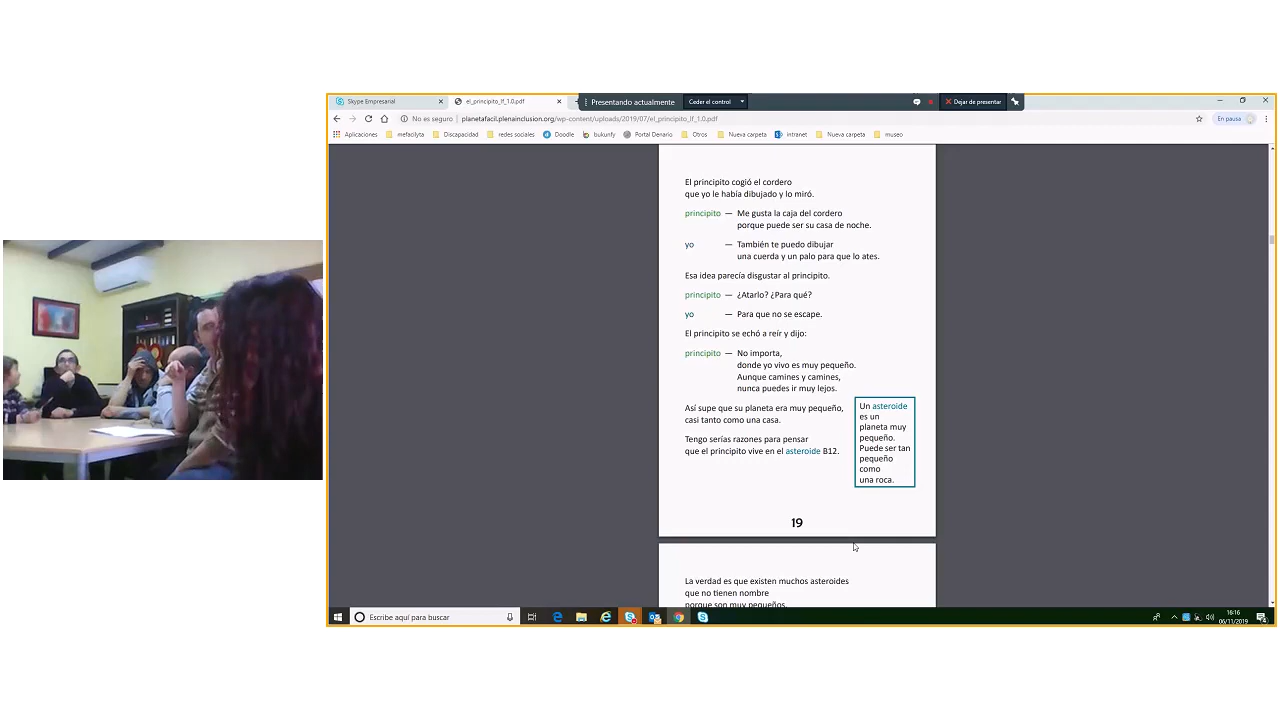 Skype Empresarial
el_principito_lf_1.0.pdf
Presentando actualmente
Ceder el control
Dejar de presentar
No es seguro
planetafacil.plenainclusion.org/wp-content/uploads/2019/07/el_principito_lf_1.0.pdf
En pausa
Aplicaciones
mefacilyta
Discapacidad
redes sociales
Doodle
bukunfy
Portal Denario
Otros
Nueva carpeta
intranet
Nueva carpeta
museo
El principito cogió el cordero
que yo le había dibujado y lo miró.
principito — Me gusta la caja del cordero
porque puede ser su casa de noche.
yo — También te puedo dibujar
una cuerda y un palo para que lo ates.
Esa idea parecía disgustar al principito.
principito — ¿Atarlo? ¿Para qué?
yo — Para que no se escape.
El principito se echó a reír y dijo:
principito — No importa,
donde yo vivo es muy pequeño.
Aunque camines y camines,
nunca puedes ir muy lejos.
Así supe que su planeta era muy pequeño,
casi tanto como una casa.
Tengo serías razones para pensar
que el principito vive en el asteroide B12.
Un asteroide
es un
planeta muy
pequeño.
Puede ser tan
pequeño
como
una roca.
19
La verdad es que existen muchos asteroides
que no tienen nombre
porque son muy pequeños.
Escribe aquí para buscar
16:16
06/11/2019